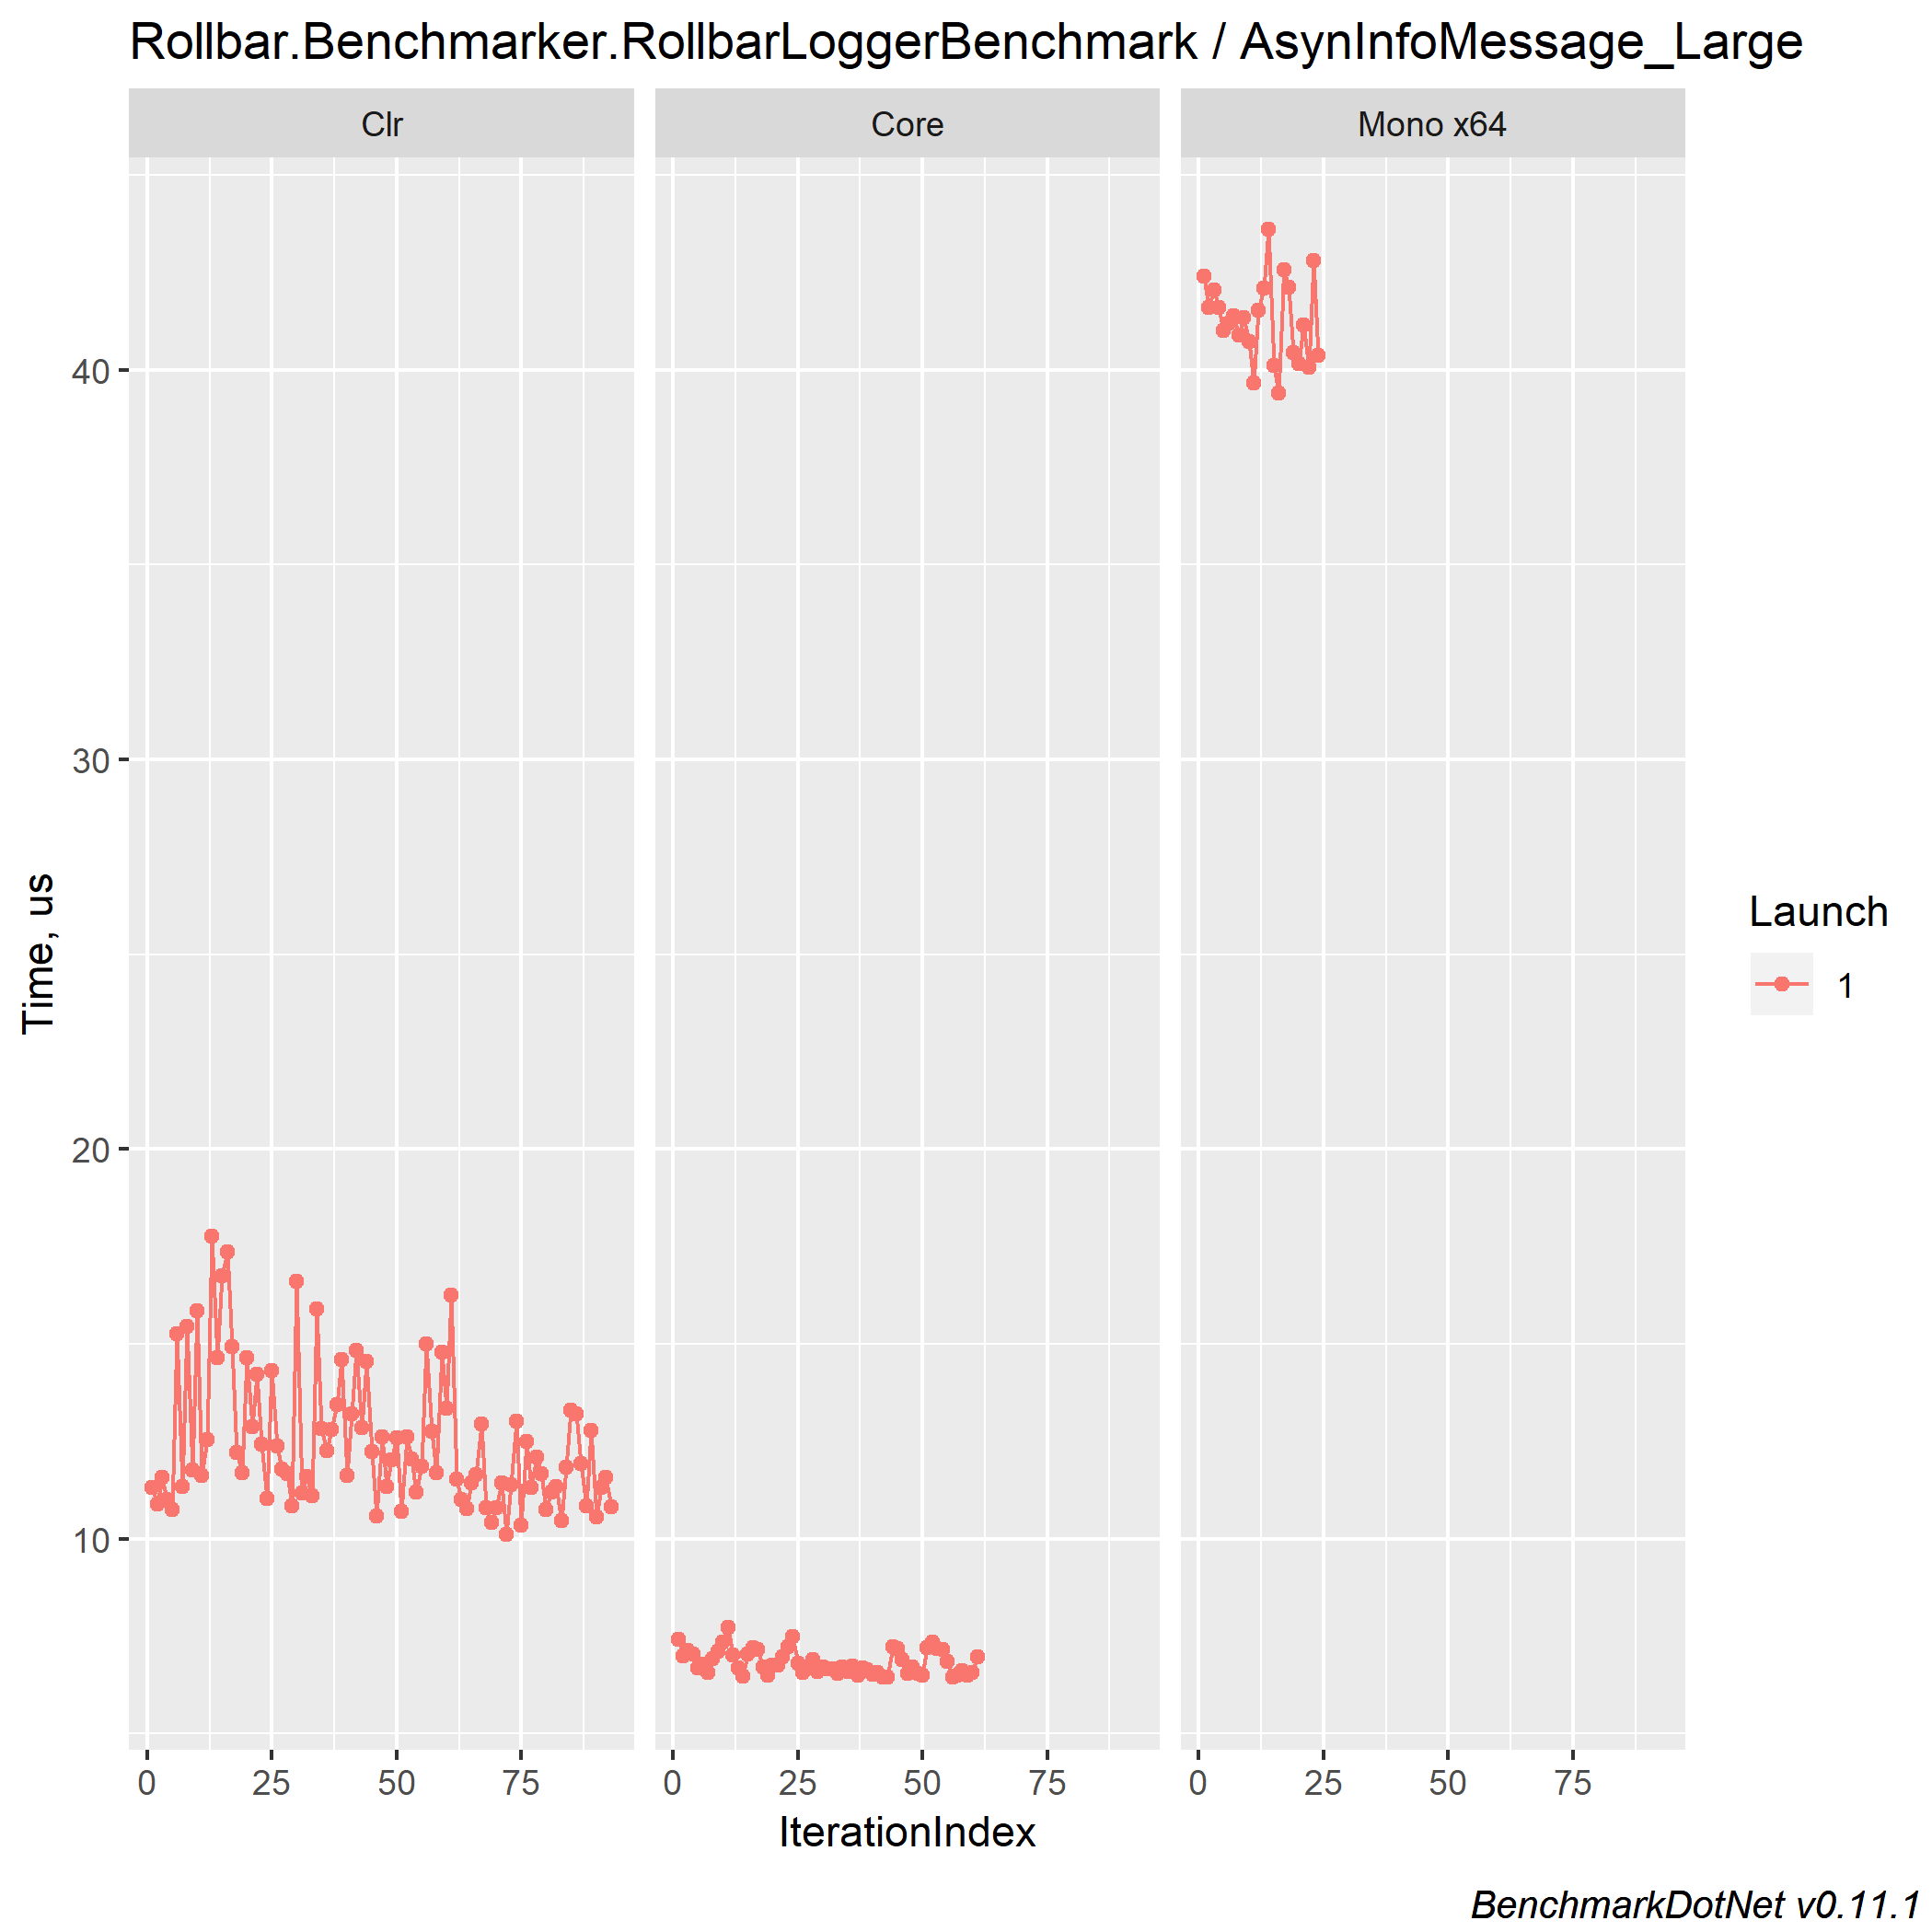 Rollbar.Benchmarker.RollbarLoggerBenchmark / AsynInfoMessage_Large
Clr
Core
Mono x64
40
30
20
10
Time, us
0 25 50 75
0 25 50 75
0 25 50 75
IterationIndex
Launch
1
BenchmarkDotNet v0.11.1